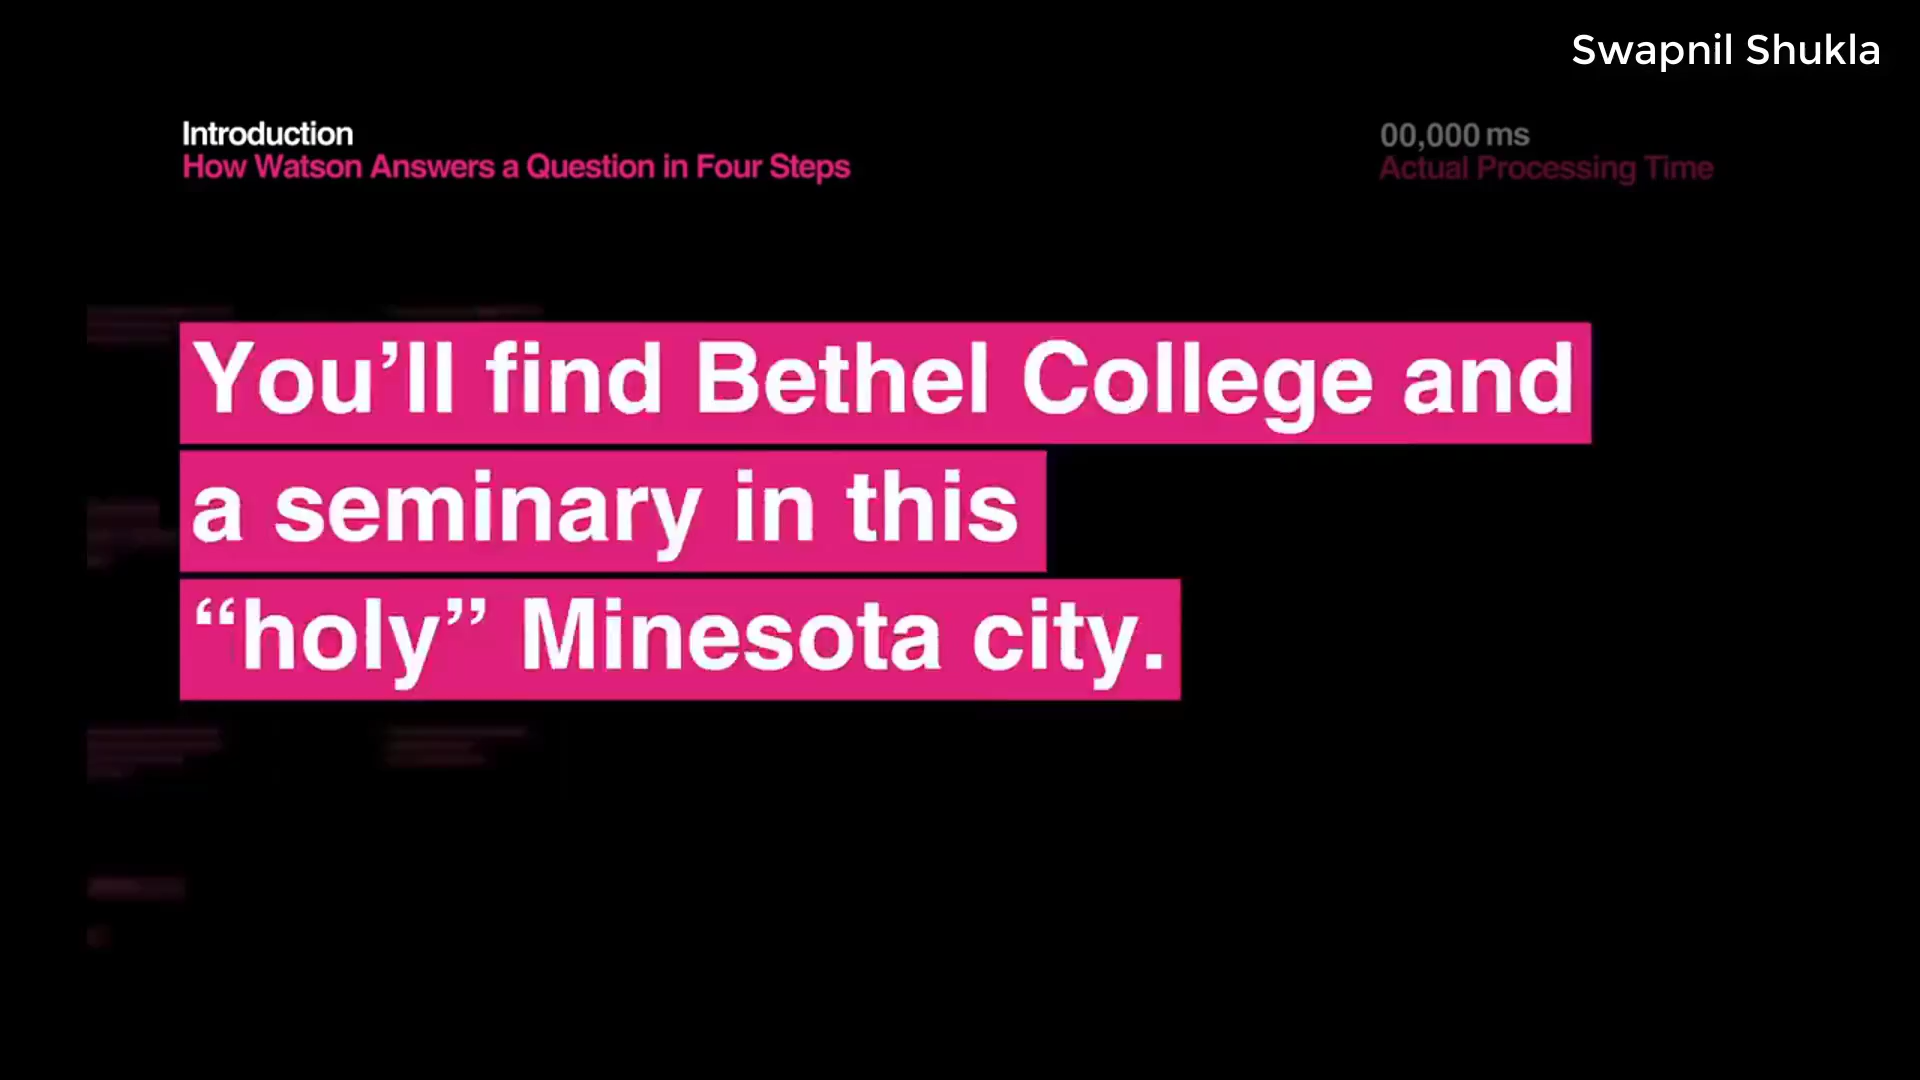 Swapnil Shukla
Introduction
How Watson Answers a Question in Four Steps
00,000 ms
Actual Processing Time
You’ll find Bethel College and
a seminary in this
“holy” Minesota city.